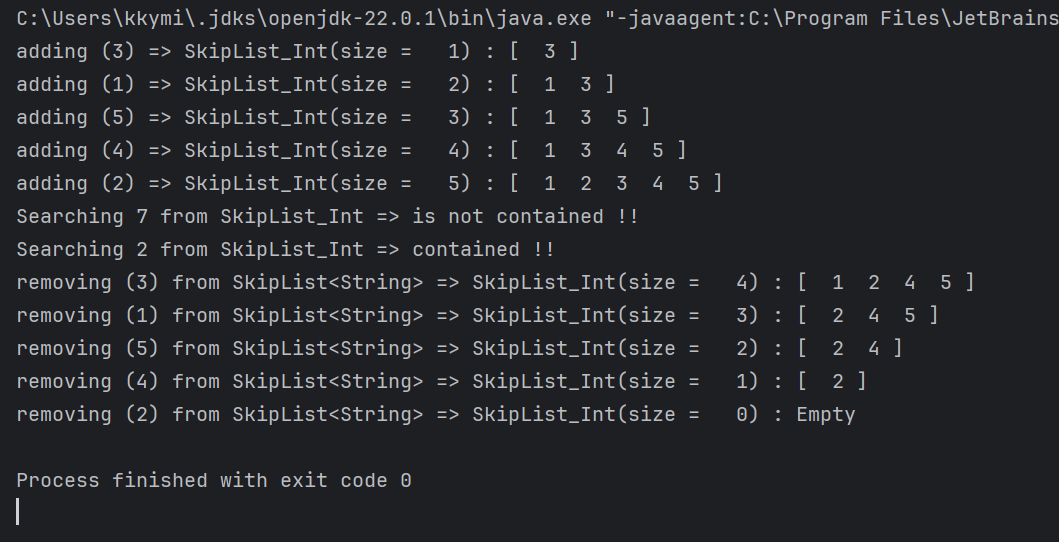 C:\Users\kkymi\.jdks\openjdk-22.0.1\bin\java.exe "-javaagent:C:\Program Files\JetBrains
adding (3) => SkipList_Int(size =   1) : [  3 ]
adding (1) => SkipList_Int(size =   2) : [  1  3 ]
adding (5) => SkipList_Int(size =   3) : [  1  3  5 ]
adding (4) => SkipList_Int(size =   4) : [  1  3  4  5 ]
adding (2) => SkipList_Int(size =   5) : [  1  2  3  4  5 ]
Searching 7 from SkipList_Int => is not contained !!
Searching 2 from SkipList_Int => contained !!
removing (3) from SkipList<String> => SkipList_Int(size =   4) : [  1  2  4  5 ]
removing (1) from SkipList<String> => SkipList_Int(size =   3) : [  2  4  5 ]
removing (5) from SkipList<String> => SkipList_Int(size =   2) : [  2  4 ]
removing (4) from SkipList<String> => SkipList_Int(size =   1) : [  2 ]
removing (2) from SkipList<String> => SkipList_Int(size =   0) : Empty
Process finished with exit code 0